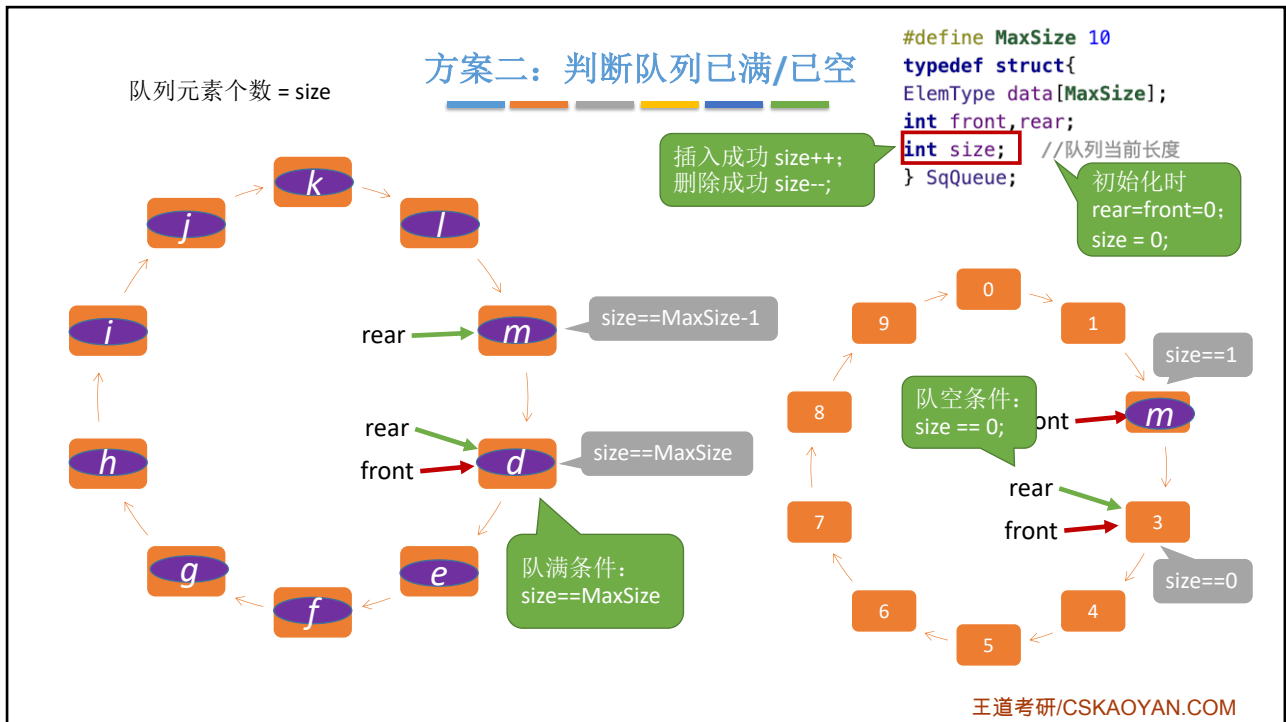 方案二：判断队列已满/已空
队列元素个数 = size
#define MaxSize 10
typedef struct{
ElemType data[MaxSize];
int front,rear;
int size; //队列当前长度
} SqQueue;
插入成功 size++;
删除成功 size--;
初始化时
rear=front=0;
size = 0;
k
l
m
d
e
f
g
h
i
j
rear
size==MaxSize-1
rear
front
size==MaxSize
队满条件：
size==MaxSize
0
1
m
3
4
5
6
7
8
9
size==1
队空条件：
size == 0;
ont
rear
front
size==0
王道考研/CSKAOYAN.COM